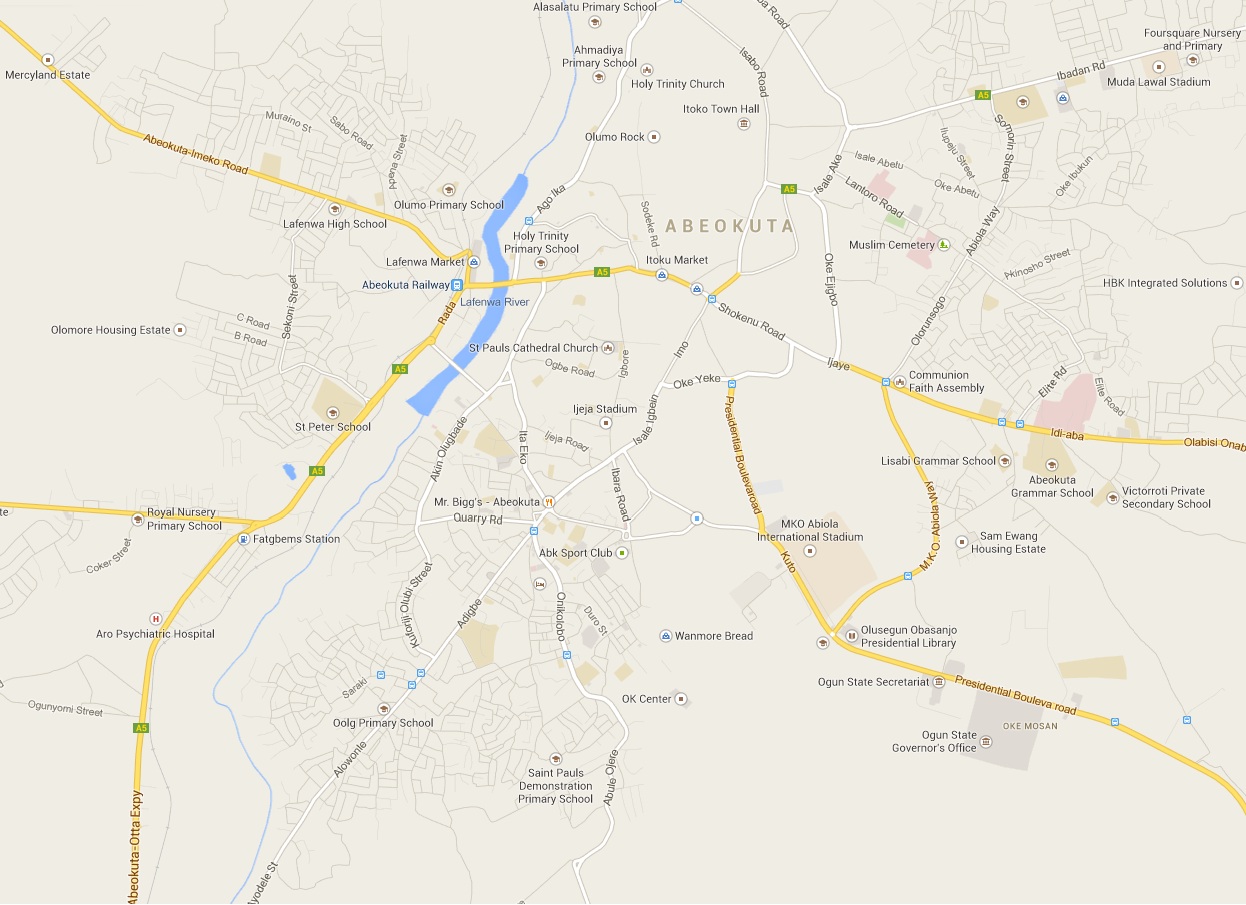 Alasalatu Primary School
ba Road
Foursquare Nursery
and Primary
Ahmadiya
Primary School
Mercyland Estate
Holy Trinity Church
Isabo Road
Ibadan Rd
Muda Lawal Stadium
A5
Itoko Town Hall
Muraino St
Sabo Road
Olumo Rock
Somorin Street
Ilupeju Street
Abeokuta-Imeko Road
Apena Street
Isale Abetu
Isale Ake
Oke Ibukun
Lantoro Road
Oke Abetu
A5
Olumo Primary School
Ago Ika
Lafenwa High School
Sodeke Rd
ABEOKUTA
Abiola Way
Holy Trinity
Primary School
Muslim Cemetery
Lafenwa Market
Itoku Market
Akinosho Street
A5
Oke Ejigbo
Abeokuta Railway
HBK Integrated Solutions
Lafenwa River
Sekoni Street
Rada
C Road
B Road
Olomore Housing Estate
Shokenu Road
Olorunsogo
St Pauls Cathedral Church
Imo
Igbore
Ogbe Road
Ijaye
A5
Oke Yeke
Communion
Faith Assembly
Elite Rd
Elite Road
Ijeja Stadium
St Peter School
Isale Igbein
Presidential Boulevaroad
Idi-aba
Olabisi Onab
Akin Olugbade
Ita Eko
Ijeja Road
Lisabi Grammar School
A5
Abeokuta
Grammar School
Ibara Road
Victorroti Private
Secondary School
Mr. Bigg's - Abeokuta
Quarry Rd
te
Royal Nursery
Primary School
M.K.O. Abiola Way
MKO Abiola
International Stadium
Fatgbems Station
Sam Ewang
Housing Estate
Coker Street
Abk Sport Club
Kuto
Kuforiji Olubi Street
Adigbe
Onikolobo
Duro St
Aro Psychiatric Hospital
Wanmore Bread
Olusegun Obasanjo
Presidential Library
Saraki
Ogun State Secretariat
Presidential Bouleva road
OK Center
Ogunyomi Street
Oolg Primary School
A5
OKE MOSAN
Ogun State
Governor's Office
Alowonle
Abule Ojere
Saint Pauls
Demonstration
Primary School
Abeokuta-Otta Expy
Ayodele St